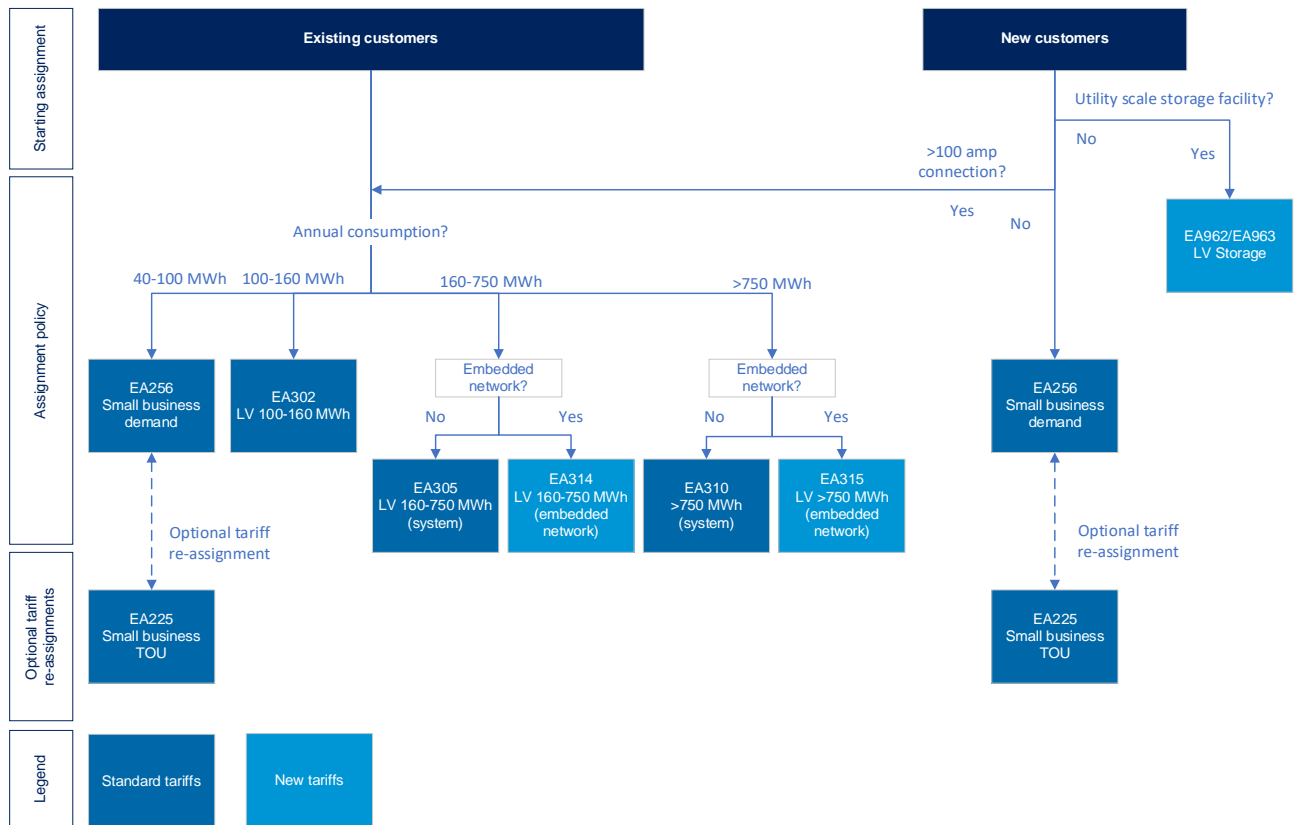 Starting assignment
Existing customers
New customers
Utility scale storage facility?
No
Yes
>100 amp
connection?
Yes
No
EA962/EA963
LV Storage
Assignment policy
Annual consumption?
40-100 MWh
100-160 MWh
160-750 MWh
>750 MWh
EA256
Small business
demand
EA302
LV 100-160 MWh
Embedded
network?
No
Yes
Embedded
network?
No
Yes
EA256
Small business
demand
EA305
LV 160-750 MWh
(system)
EA314
LV 160-750 MWh
(embedded
network)
EA310
>750 MWh
(system)
EA315
LV >750 MWh
(embedded
network)
Optional tariff
re-assignment
Optional tariff
re-assignment
Optional tariff
re-assignments
EA225
Small business
TOU
EA225
Small business
TOU
Legend
Standard tariffs
New tariffs